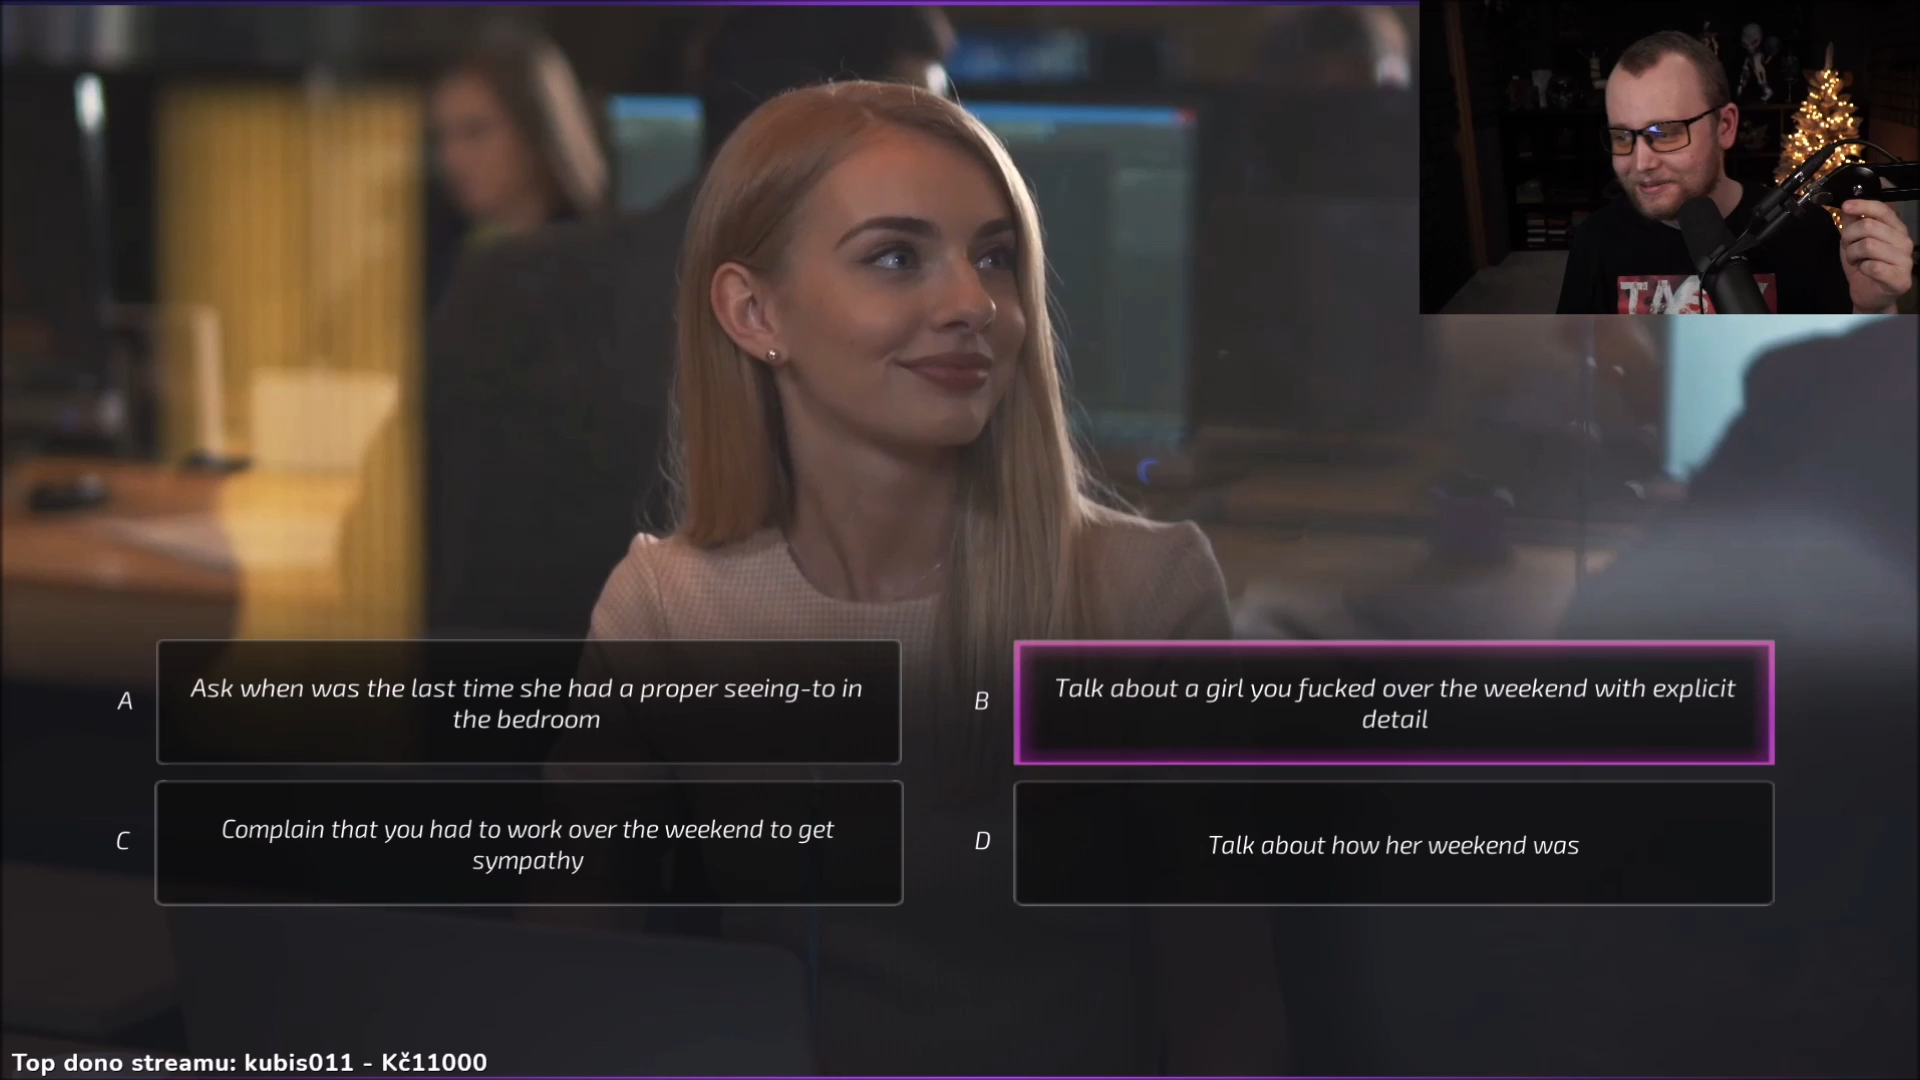 A
Ask when was the last time she had a proper seeing-to in
the bedroom
B
Talk about a girl you fucked over the weekend with explicit
detail
C
Complain that you had to work over the weekend to get
sympathy
D
Talk about how her weekend was
Top dono streamu: kubis011 - Kč11000